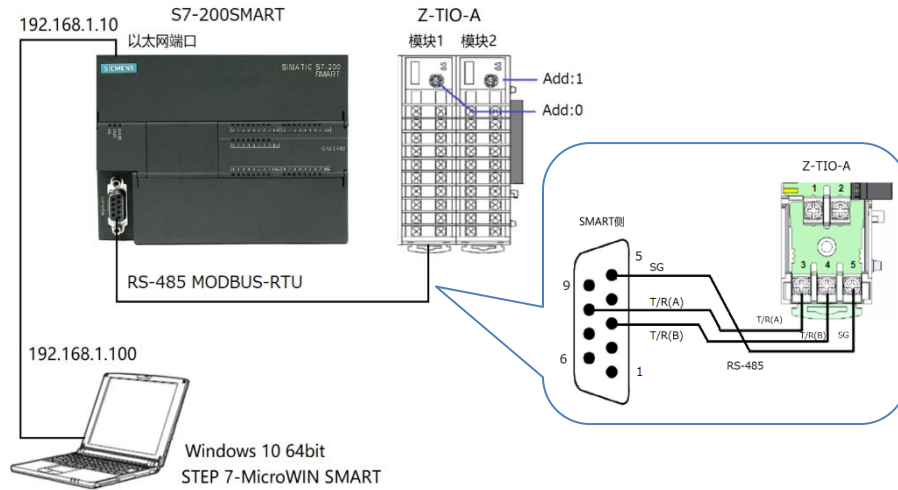 S7-200SMART
Z-TIO-A
192.168.1.10
以太网端口
模块1
模块2
SIEMENS
SIMATIC S7-200
SMART
Add:1
Add:0
RS-485 MODBUS-RTU
Z-TIO-A
1
2
3
4
5
SMART侧
5
9
6
1
SG
T/R(A)
T/R(B)
T/R(A)
T/R(B)
SG
RS-485
192.168.1.100
Windows 10 64bit
STEP 7-MicroWIN SMART